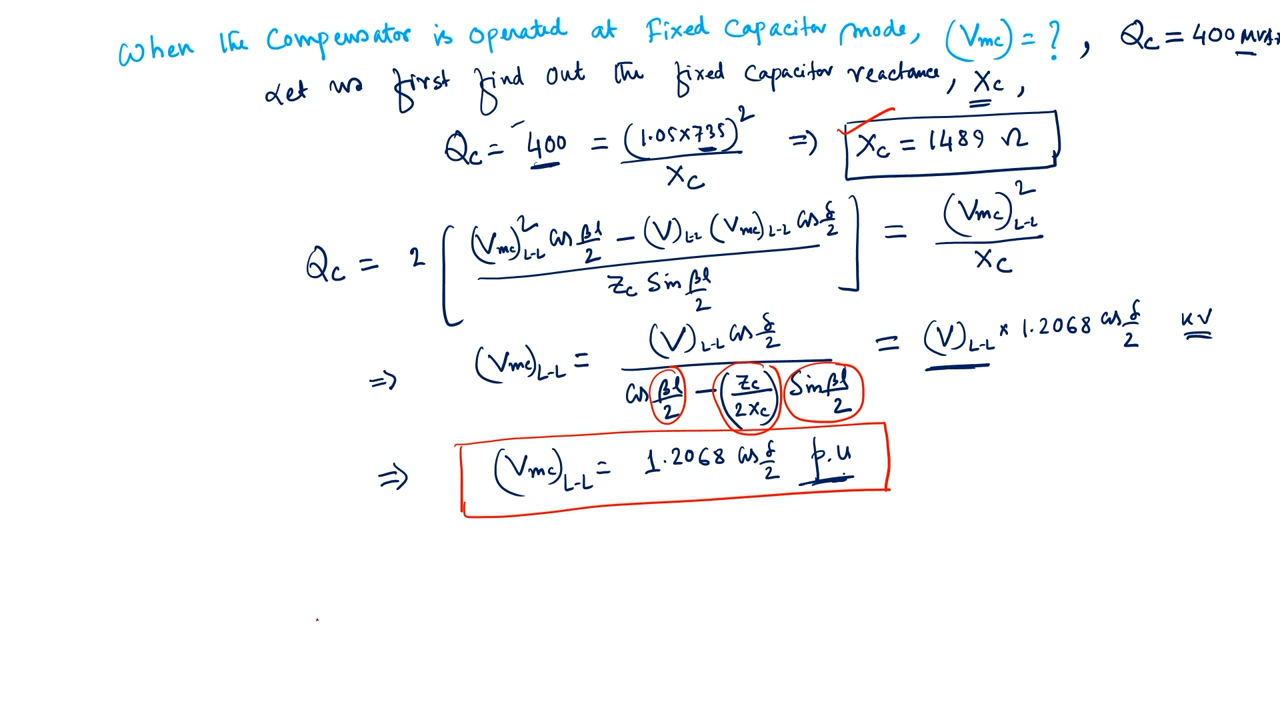 When the Compensator is operated at Fixed Capacitor mode, (Vmc) = ?, Qc = 400 MVAr
Let us first find out the fixed capacitor reactance, Xc,
Qc = 400 = (1.05×735)² / Xc ⇒ Xc = 1489 Ω
Qc = 2 [ ((Vmc)²L-L cos βl/2 − (V)L-L (Vmc)L-L cos δ/2) / (Zc Sin βl/2) ] = (Vmc)²L-L / Xc
⇒ (Vmc)L-L = (V)L-L cos δ/2 / (cos βl/2 − (Zc/2Xc) Sin βl/2) = (V)L-L × 1.2068 cos δ/2 KV
⇒ (Vmc)L-L = 1.2068 cos δ/2 p.u